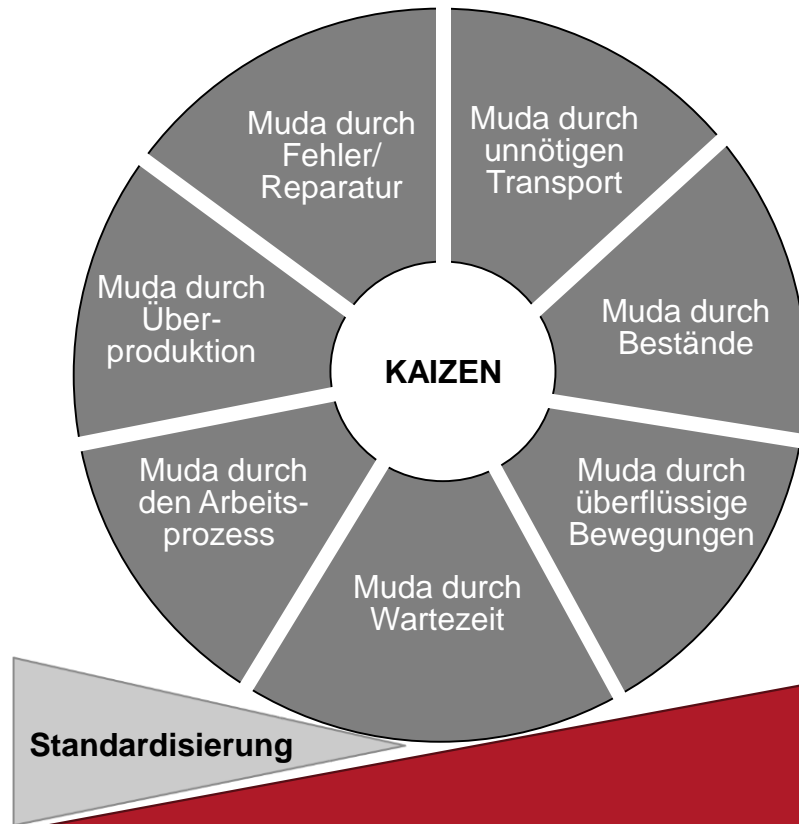 Muda durch
Fehler/
Reparatur
Muda durch
unnötigen
Transport
Muda durch
Über-
produktion
Muda durch
Bestände
KAIZEN
Muda durch
den Arbeits-
prozess
Muda durch
überflüssige
Bewegungen
Muda durch
Wartezeit
Standardisierung